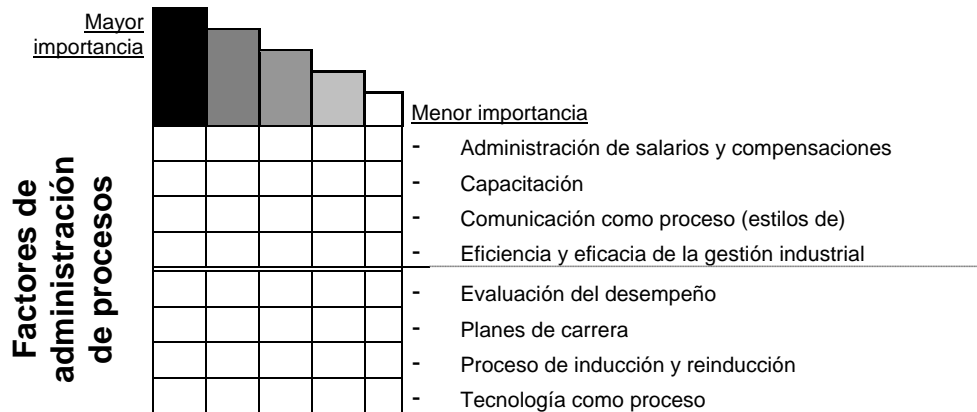 Mayor
importancia
Menor importancia
- Administración de salarios y compensaciones
- Capacitación
- Comunicación como proceso (estilos de)
- Eficiencia y eficacia de la gestión industrial
- Evaluación del desempeño
- Planes de carrera
- Proceso de inducción y reinducción
- Tecnología como proceso
Factores de
administración
de procesos